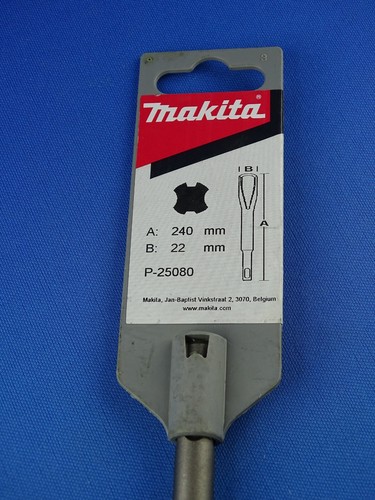 makita®
B
A
A: 240 mm
B: 22 mm
P-25080
Makita, Jan-Baptist Vinkstraat 2, 3070, Belgium
www.makita.com